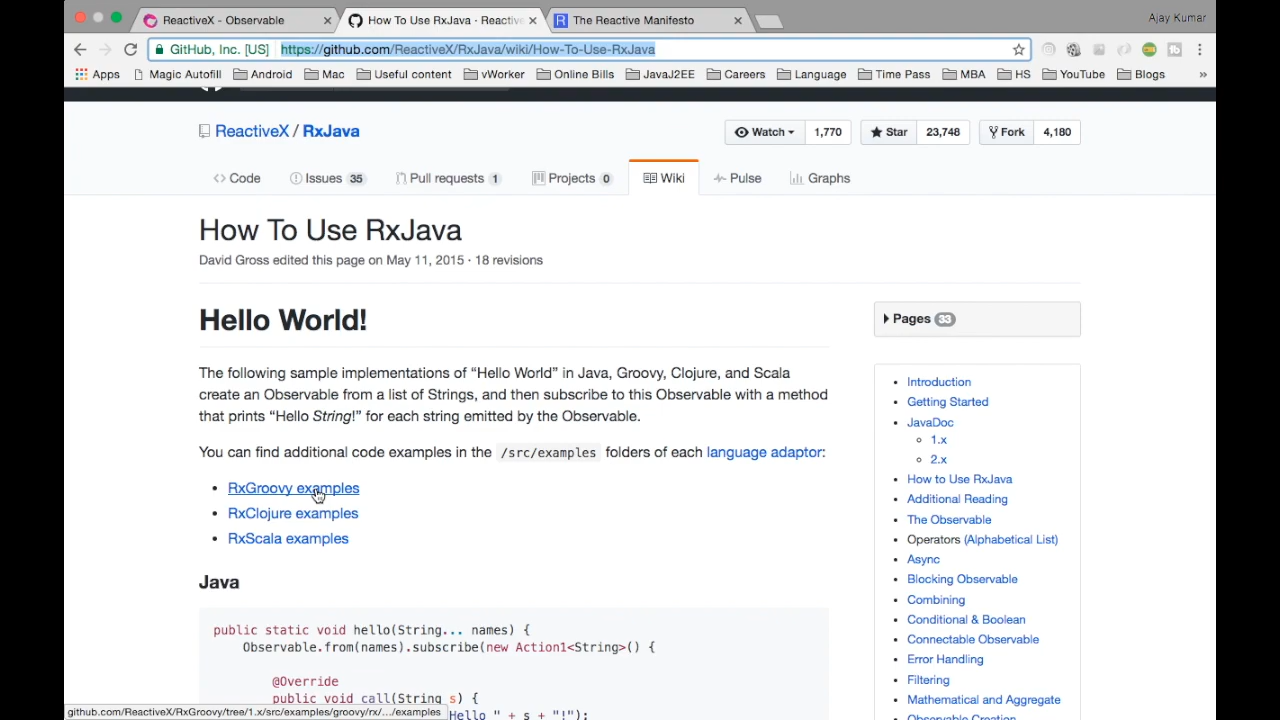 ReactiveX - Observable
How To Use RxJava · Reactive
The Reactive Manifesto
Ajay Kumar
GitHub, Inc. [US]
https://github.com/ReactiveX/RxJava/wiki/How-To-Use-RxJava
Apps
Magic Autofill
Android
Mac
Useful content
vWorker
Online Bills
JavaJ2EE
Careers
Language
Time Pass
MBA
HS
YouTube
Blogs
»
ReactiveX / RxJava
Watch 1,770
Star 23,748
Fork 4,180
Code
Issues 35
Pull requests 1
Projects 0
Wiki
Pulse
Graphs
How To Use RxJava
David Gross edited this page on May 11, 2015 · 18 revisions
Hello World!
The following sample implementations of “Hello World” in Java, Groovy, Clojure, and Scala
create an Observable from a list of Strings, and then subscribe to this Observable with a method
that prints “Hello String!” for each string emitted by the Observable.
You can find additional code examples in the /src/examples folders of each language adaptor:
• RxGroovy examples
• RxClojure examples
• RxScala examples
Java
public static void hello(String... names) {
Observable.from(names).subscribe(new Action1<String>() {
@Override
public void call(String s) {
Hello " + s + "!");
github.com/ReactiveX/RxGroovy/tree/1.x/src/examples/groovy/rx/.../examples
Pages 33
• Introduction
• Getting Started
• JavaDoc
1.x
2.x
• How to Use RxJava
• Additional Reading
• The Observable
• Operators (Alphabetical List)
• Async
• Blocking Observable
• Combining
• Conditional & Boolean
• Connectable Observable
• Error Handling
• Filtering
• Mathematical and Aggregate
• Observable Creation